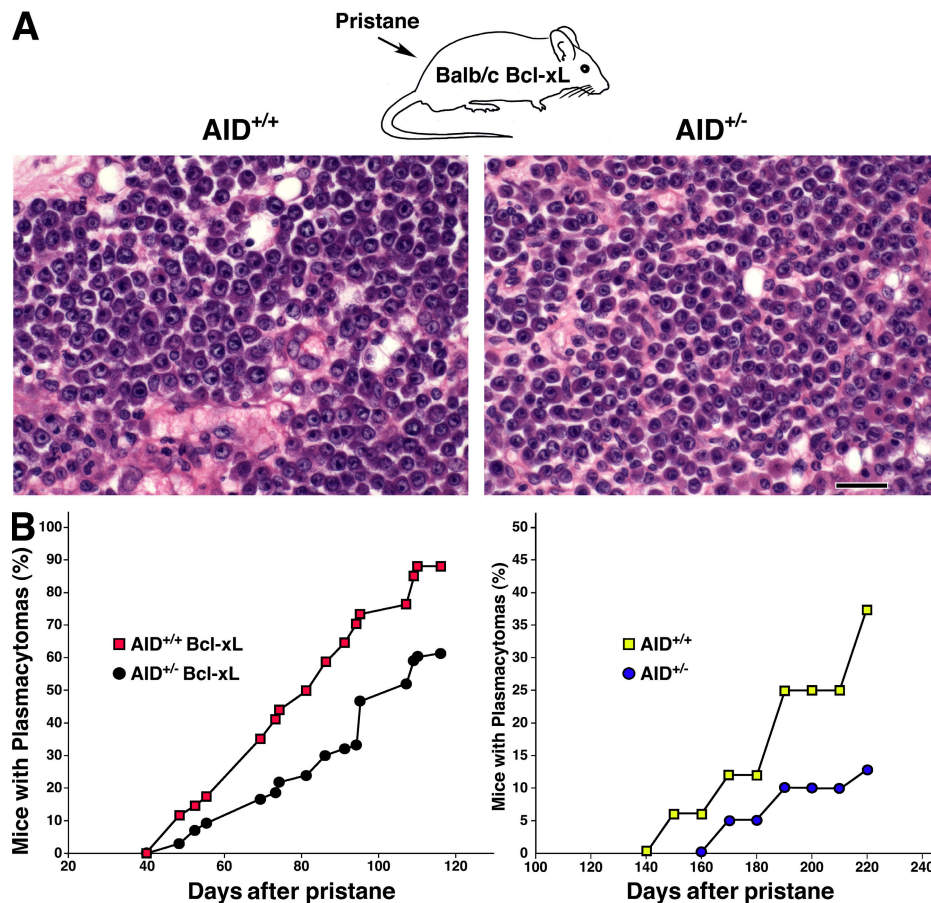 A
Pristane
Balb/c Bcl-xL
AID+/+
AID+/-
B
Mice with Plasmacytomas (%)
100
90
80
70
60
50
40
30
20
10
0
AID+/+ Bcl-xL
AID+/- Bcl-xL
20
40
60
80
100
120
Days after pristane
Mice with Plasmacytomas (%)
50
45
40
35
30
25
20
15
10
5
0
AID+/+
AID+/-
100
120
140
160
180
200
220
240
Days after pristane